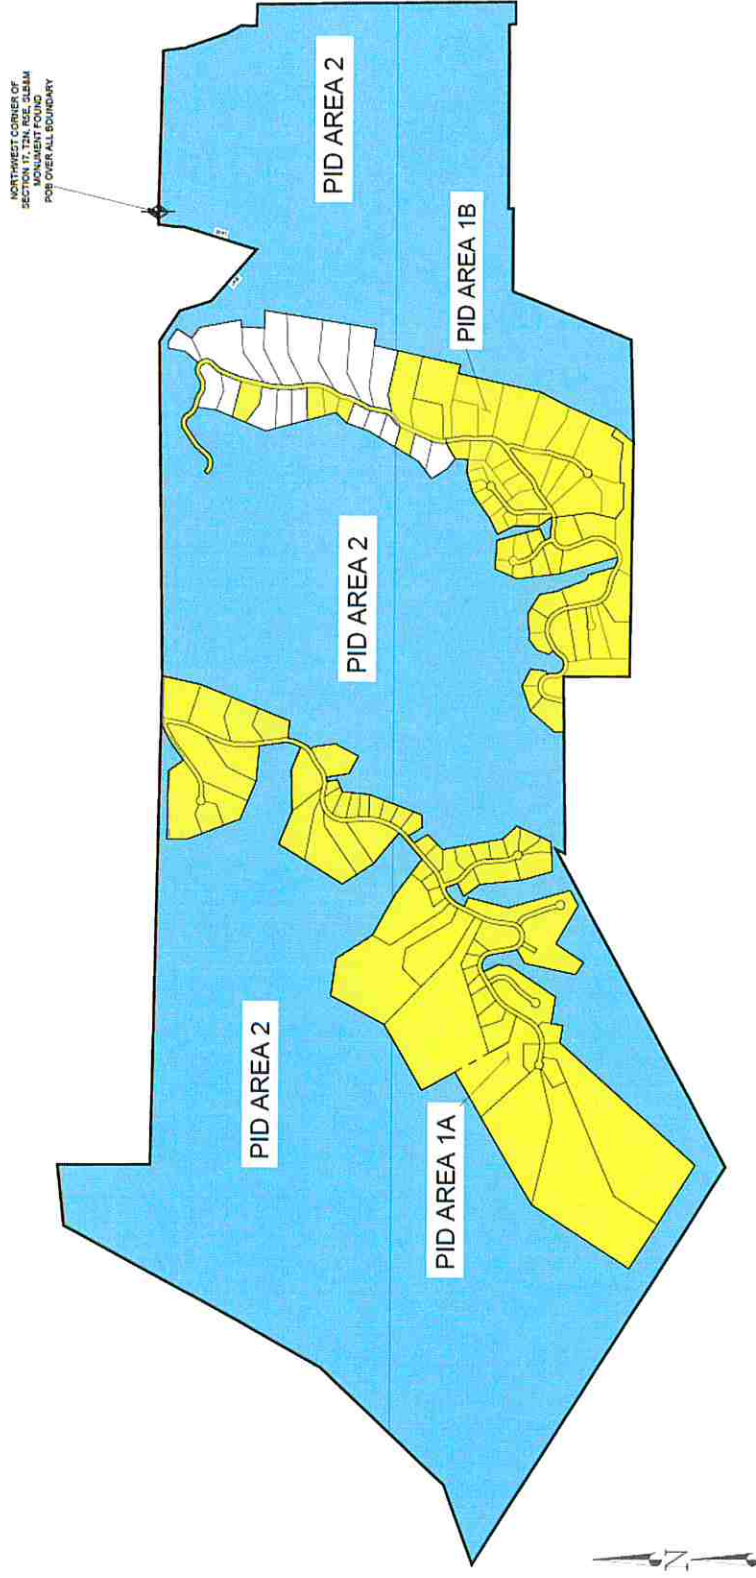 NORTHWEST CORNER OF
SECTION 17, T2N, R5E, SLB&M
MONUMENT FOUND
POB OVER ALL BOUNDARY
PID AREA 2
PID AREA 1B
PID AREA 2
PID AREA 2
PID AREA 1A
N